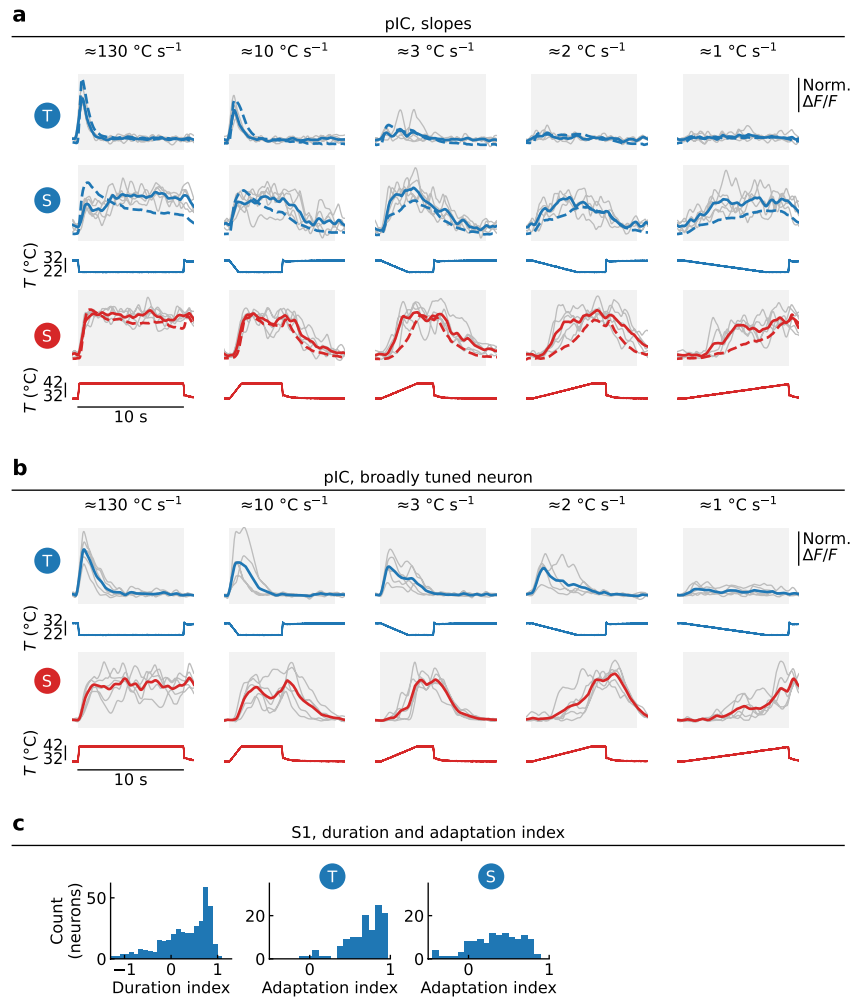 a
pIC, slopes
≈130 °C s⁻¹
≈10 °C s⁻¹
≈3 °C s⁻¹
≈2 °C s⁻¹
≈1 °C s⁻¹
Norm.
ΔF/F
T
S
T (°C)
32
22
S
T (°C)
42
32
10 s
b
pIC, broadly tuned neuron
≈130 °C s⁻¹
≈10 °C s⁻¹
≈3 °C s⁻¹
≈2 °C s⁻¹
≈1 °C s⁻¹
Norm.
ΔF/F
T
T (°C)
32
22
S
T (°C)
42
32
10 s
c
S1, duration and adaptation index
T
S
Count
(neurons)
50
0
−1
0
1
Duration index
20
0
0
1
Adaptation index
20
0
0
1
Adaptation index